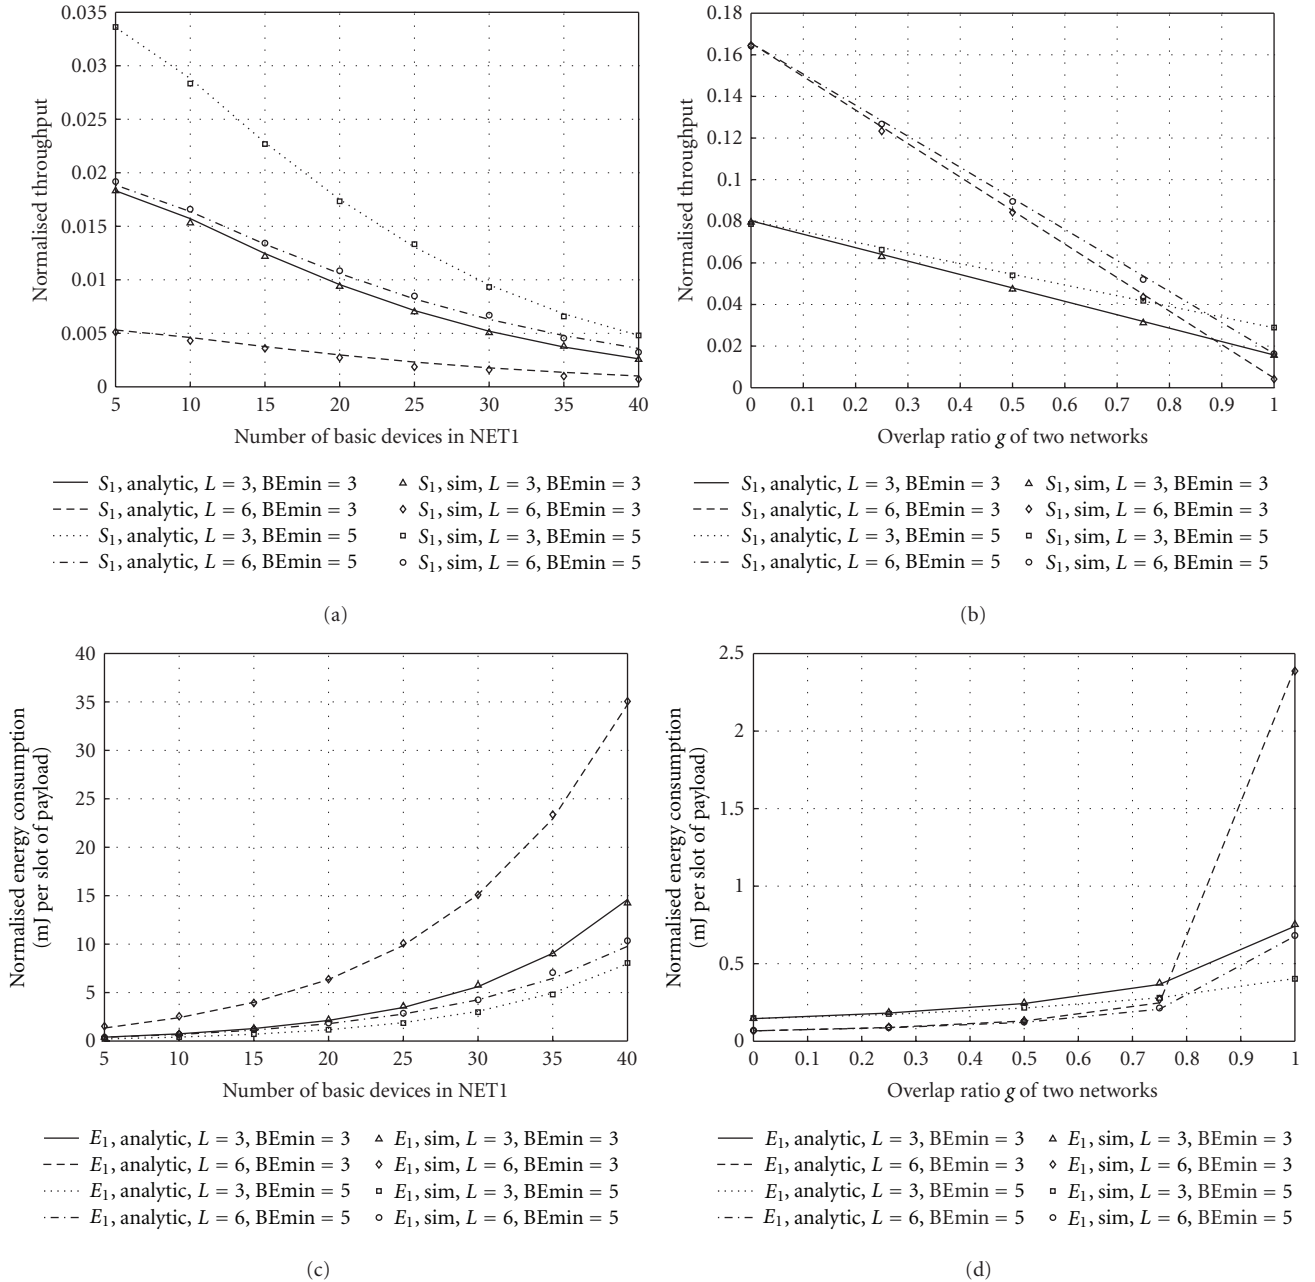 0.035
0.03
0.025
0.02
0.015
0.01
0.005
0
Normalised throughput
5 10 15 20 25 30 35 40
Number of basic devices in NET1
S1, analytic, L = 3, BEmin = 3
S1, analytic, L = 6, BEmin = 3
S1, analytic, L = 3, BEmin = 5
S1, analytic, L = 6, BEmin = 5
S1, sim, L = 3, BEmin = 3
S1, sim, L = 6, BEmin = 3
S1, sim, L = 3, BEmin = 5
S1, sim, L = 6, BEmin = 5
(a)
0.18
0.16
0.14
0.12
0.1
0.08
0.06
0.04
0.02
0
Normalised throughput
0 0.1 0.2 0.3 0.4 0.5 0.6 0.7 0.8 0.9 1
Overlap ratio g of two networks
S1, analytic, L = 3, BEmin = 3
S1, analytic, L = 6, BEmin = 3
S1, analytic, L = 3, BEmin = 5
S1, analytic, L = 6, BEmin = 5
S1, sim, L = 3, BEmin = 3
S1, sim, L = 6, BEmin = 3
S1, sim, L = 3, BEmin = 5
S1, sim, L = 6, BEmin = 5
(b)
40
35
30
25
20
15
10
5
0
Normalised energy consumption
(mJ per slot of payload)
5 10 15 20 25 30 35 40
Number of basic devices in NET1
E1, analytic, L = 3, BEmin = 3
E1, analytic, L = 6, BEmin = 3
E1, analytic, L = 3, BEmin = 5
E1, analytic, L = 6, BEmin = 5
E1, sim, L = 3, BEmin = 3
E1, sim, L = 6, BEmin = 3
E1, sim, L = 3, BEmin = 5
E1, sim, L = 6, BEmin = 5
(c)
2.5
2
1.5
1
0.5
0
Normalised energy consumption
(mJ per slot of payload)
0 0.1 0.2 0.3 0.4 0.5 0.6 0.7 0.8 0.9 1
Overlap ratio g of two networks
E1, analytic, L = 3, BEmin = 3
E1, analytic, L = 6, BEmin = 3
E1, analytic, L = 3, BEmin = 5
E1, analytic, L = 6, BEmin = 5
E1, sim, L = 3, BEmin = 3
E1, sim, L = 6, BEmin = 3
E1, sim, L = 3, BEmin = 5
E1, sim, L = 6, BEmin = 5
(d)